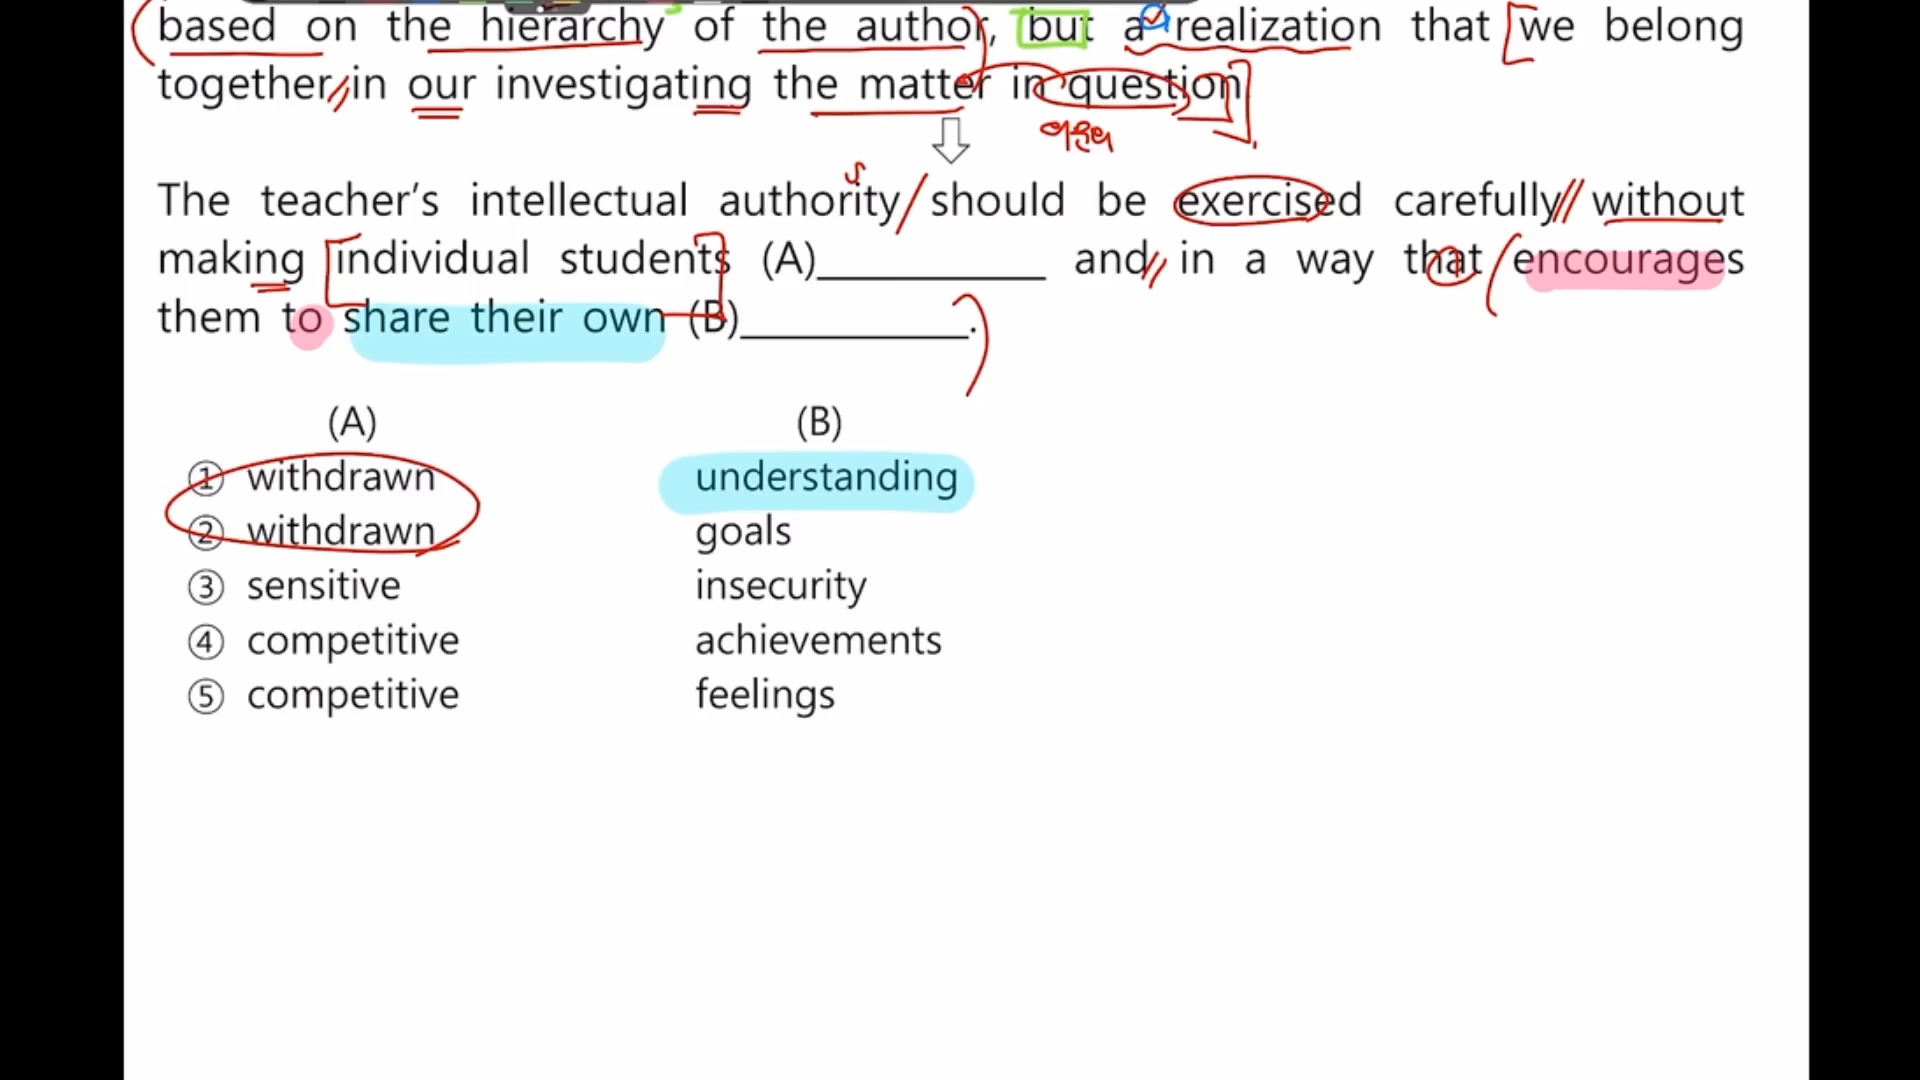 based on the hierarchy of the author, but a realization that we belong
together in our investigating the matter in question
The teacher’s intellectual authority should be exercised carefully without
making individual students (A)____________ and in a way that encourages
them to share their own (B)____________.
(A) (B)
① withdrawn understanding
② withdrawn goals
③ sensitive insecurity
④ competitive achievements
⑤ competitive feelings